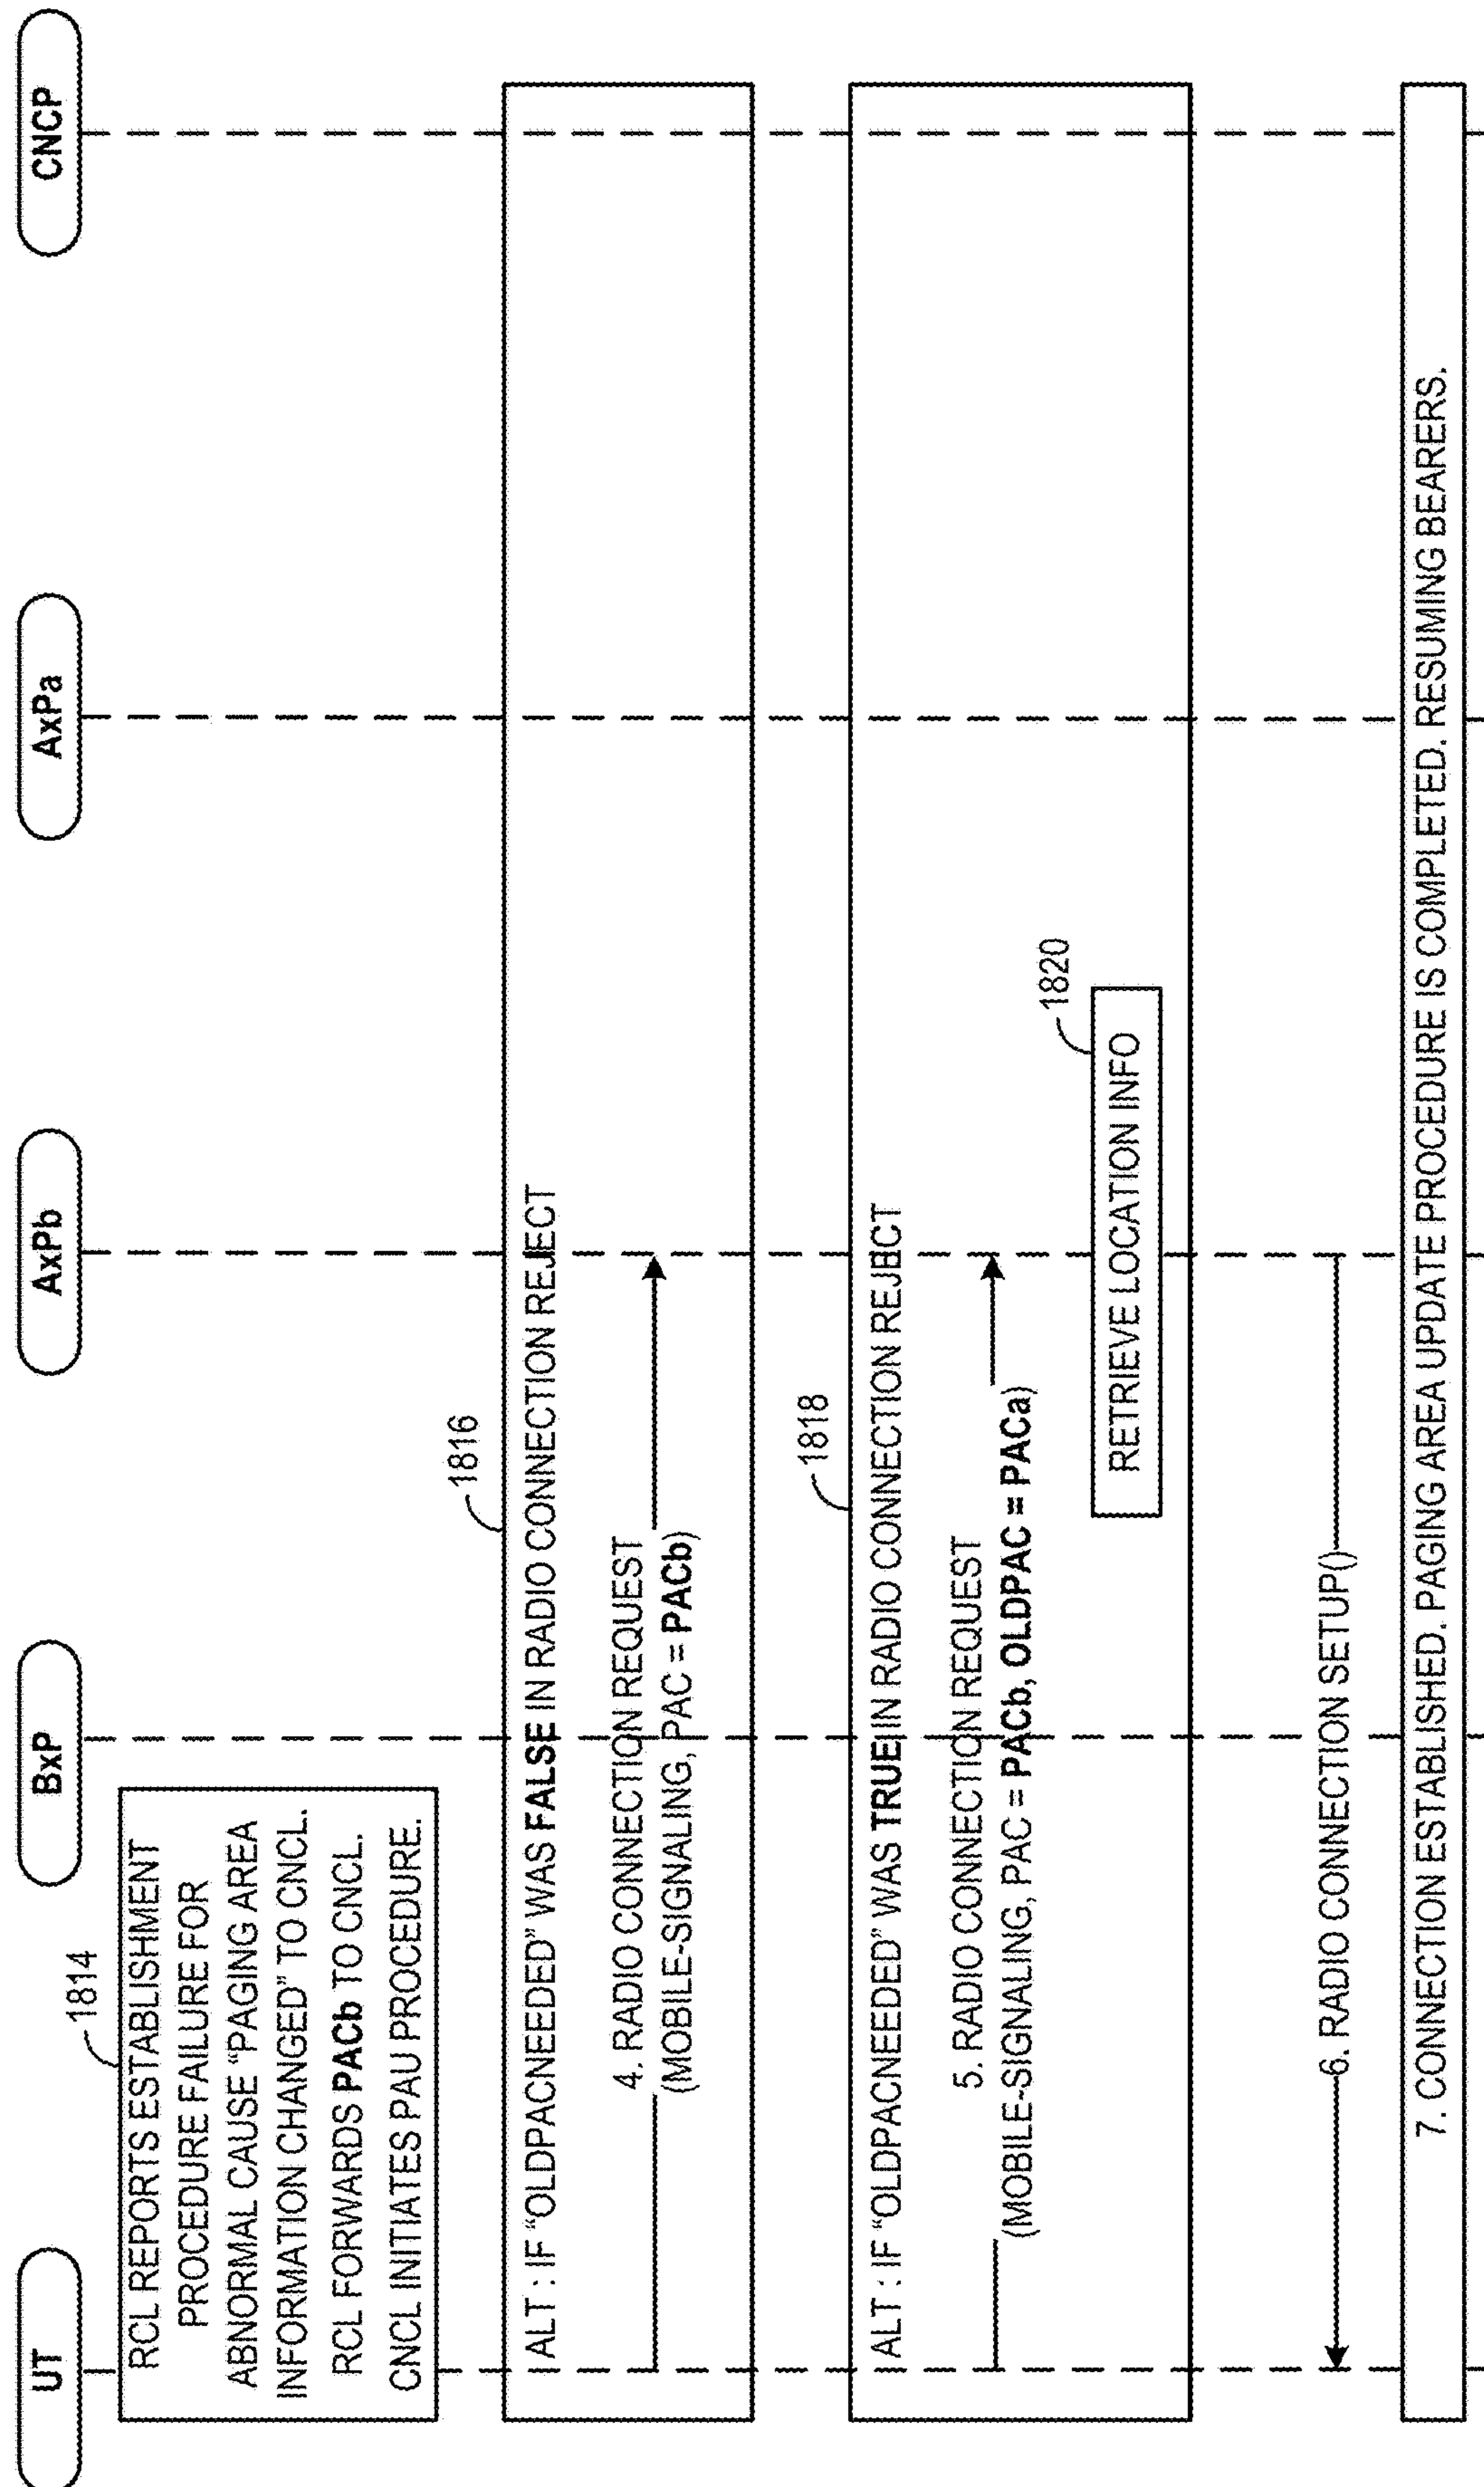 UT
BxP
AxPb
AxPa
CNCP
1814
RCL REPORTS ESTABLISHMENT
PROCEDURE FAILURE FOR
ABNORMAL CAUSE "PAGING AREA
INFORMATION CHANGED" TO CNCL.
RCL FORWARDS PACb TO CNCL.
CNCL INITIATES PAU PROCEDURE.
1816
ALT : IF "OLDPACNEEDED" WAS FALSE IN RADIO CONNECTION REJECT
4. RADIO CONNECTION REQUEST
(MOBILE-SIGNALING, PAC = PACb)
1818
ALT : IF "OLDPACNEEDED" WAS TRUE IN RADIO CONNECTION REJECT
5. RADIO CONNECTION REQUEST
(MOBILE-SIGNALING, PAC = PACb, OLDPAC = PACa)
1820
RETRIEVE LOCATION INFO
6. RADIO CONNECTION SETUP()
7. CONNECTION ESTABLISHED. PAGING AREA UPDATE PROCEDURE IS COMPLETED. RESUMING BEARERS.